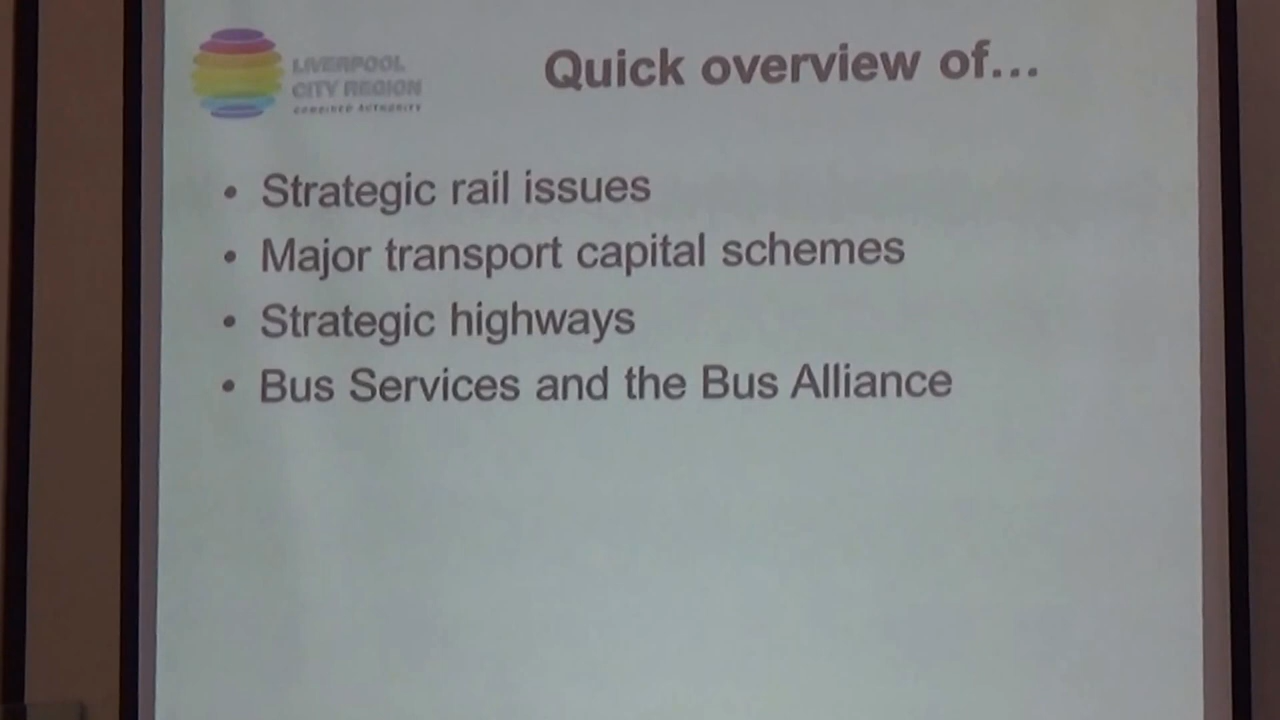 LIVERPOOL
CITY REGION
COMBINED AUTHORITY
Quick overview of...
• Strategic rail issues
• Major transport capital schemes
• Strategic highways
• Bus Services and the Bus Alliance